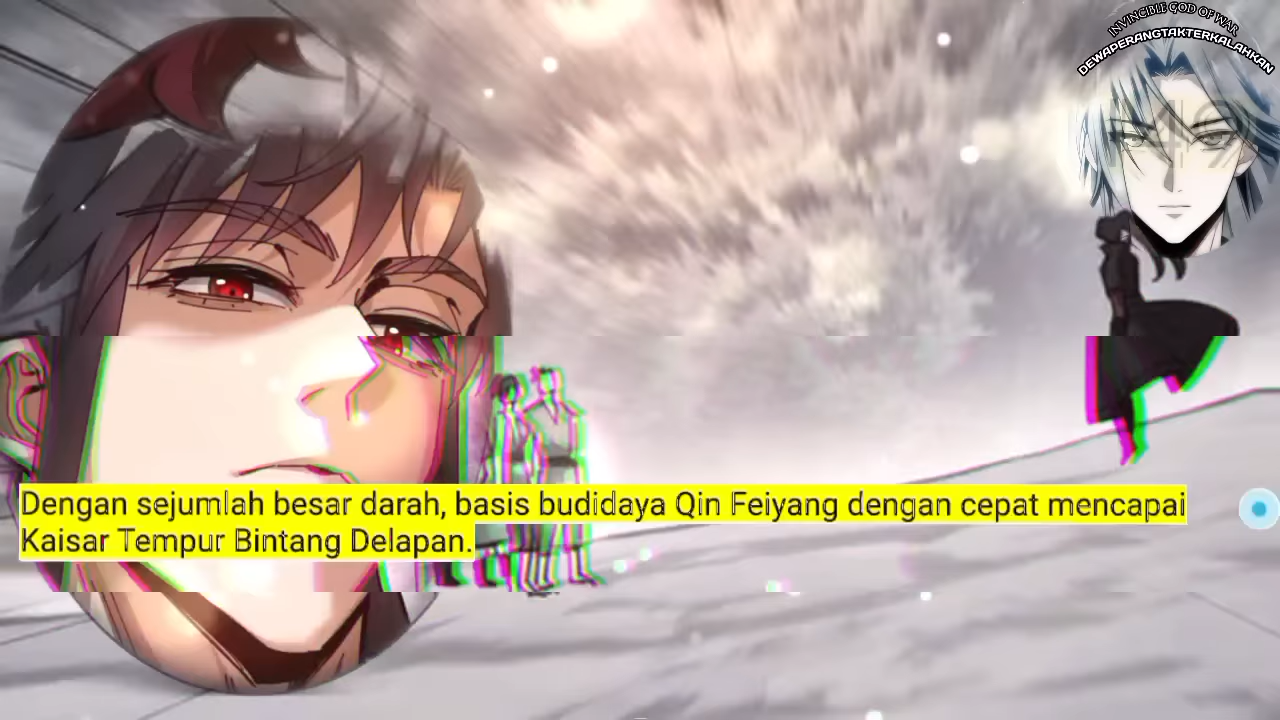 INVINCIBLE GOD OF WAR
DEWAPERANGTAKTERKALAHKAN
Dengan sejumlah besar darah, basis budidaya Qin Feiyang dengan cepat mencapai
Kaisar Tempur Bintang Delapan.